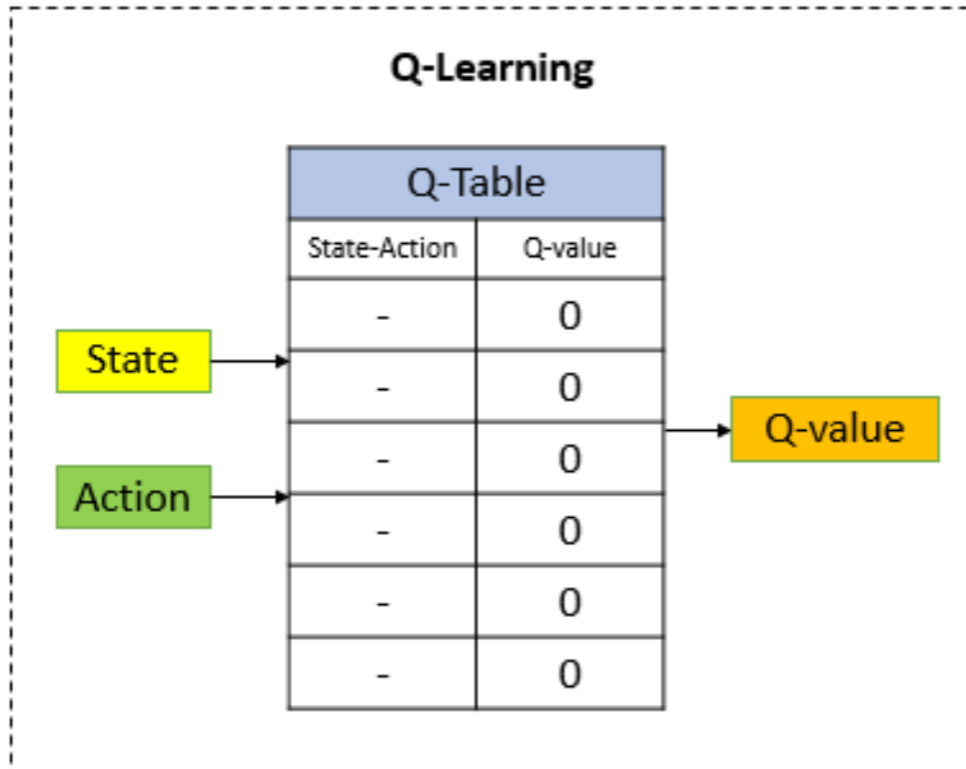 Q-Learning
Q-Table
State-Action Q-value
- 0
State
- 0
- 0
Q-value
Action
- 0
- 0
- 0